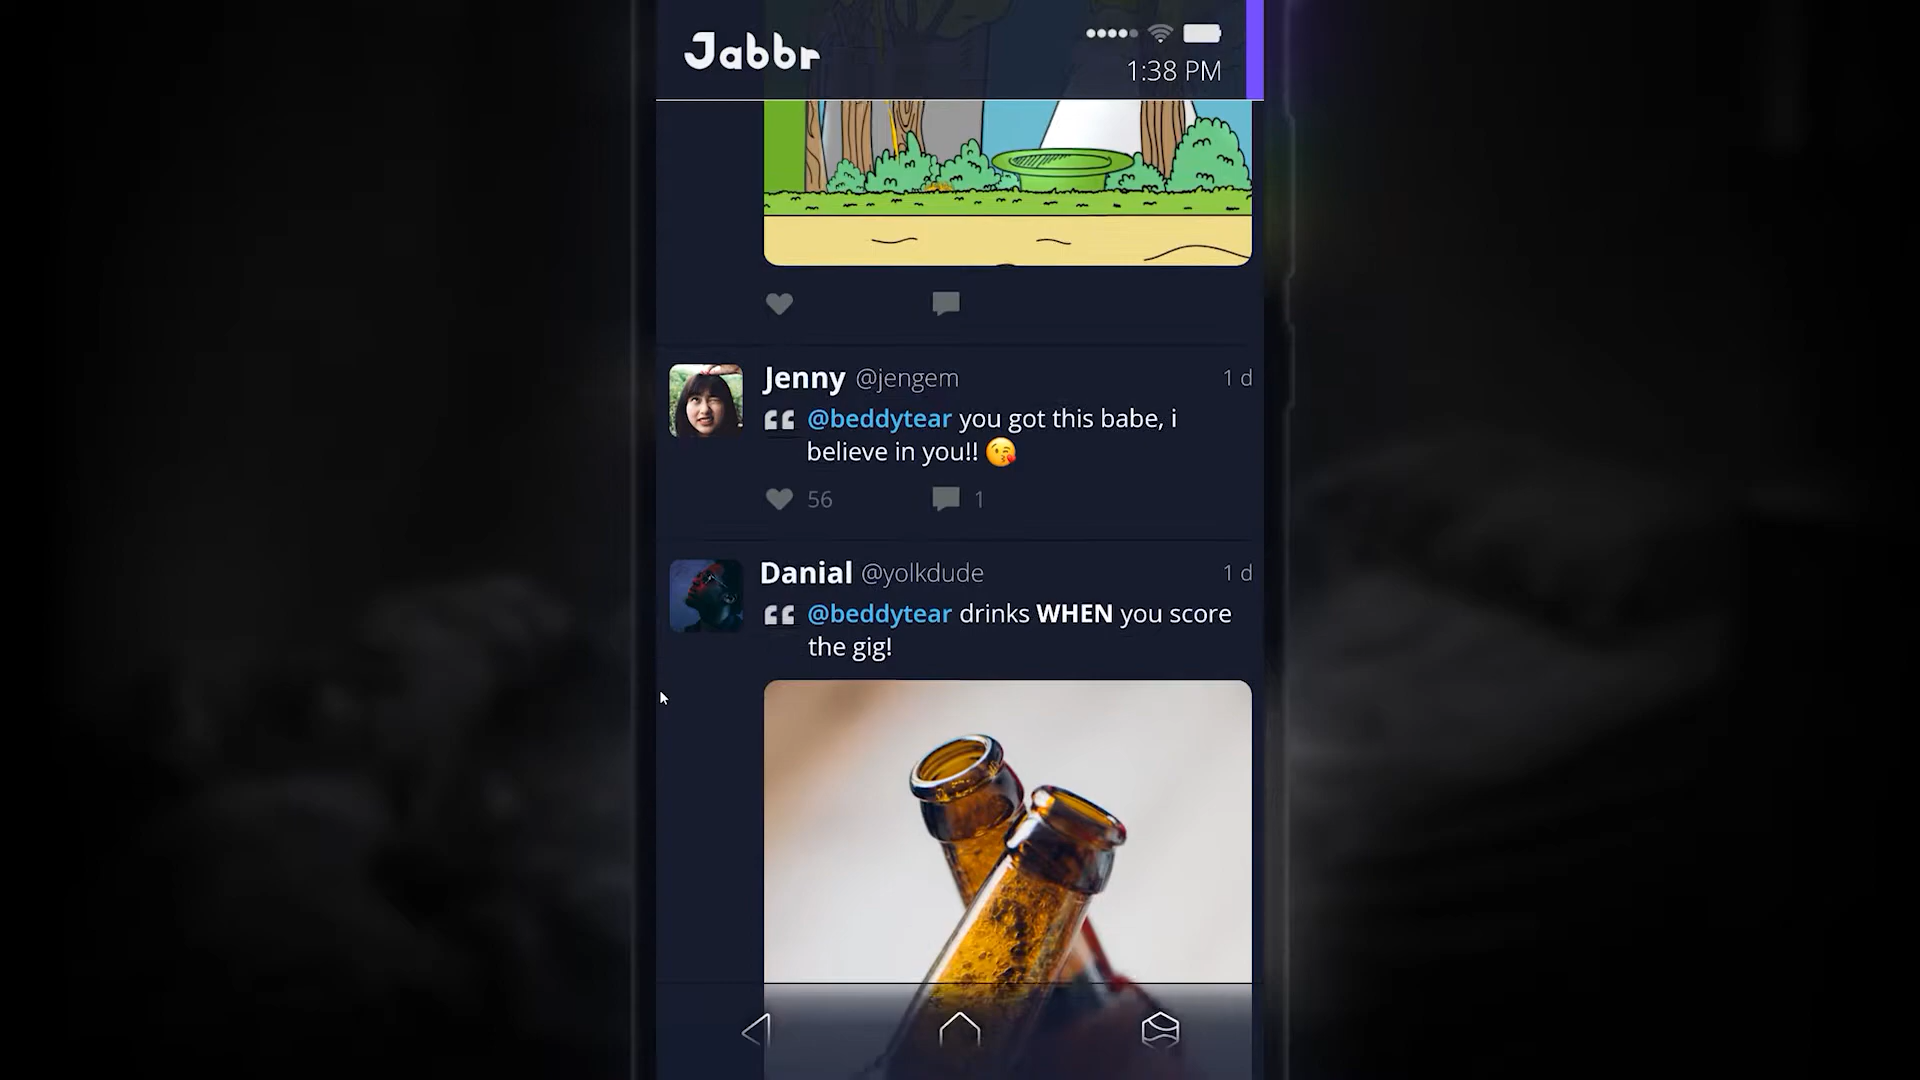 Jabbr
1:38 PM
Jenny @jengem 1 d
@beddytear you got this babe, i
believe in you!! 😘
56 1
Danial @yolkdude 1 d
@beddytear drinks WHEN you score
the gig!